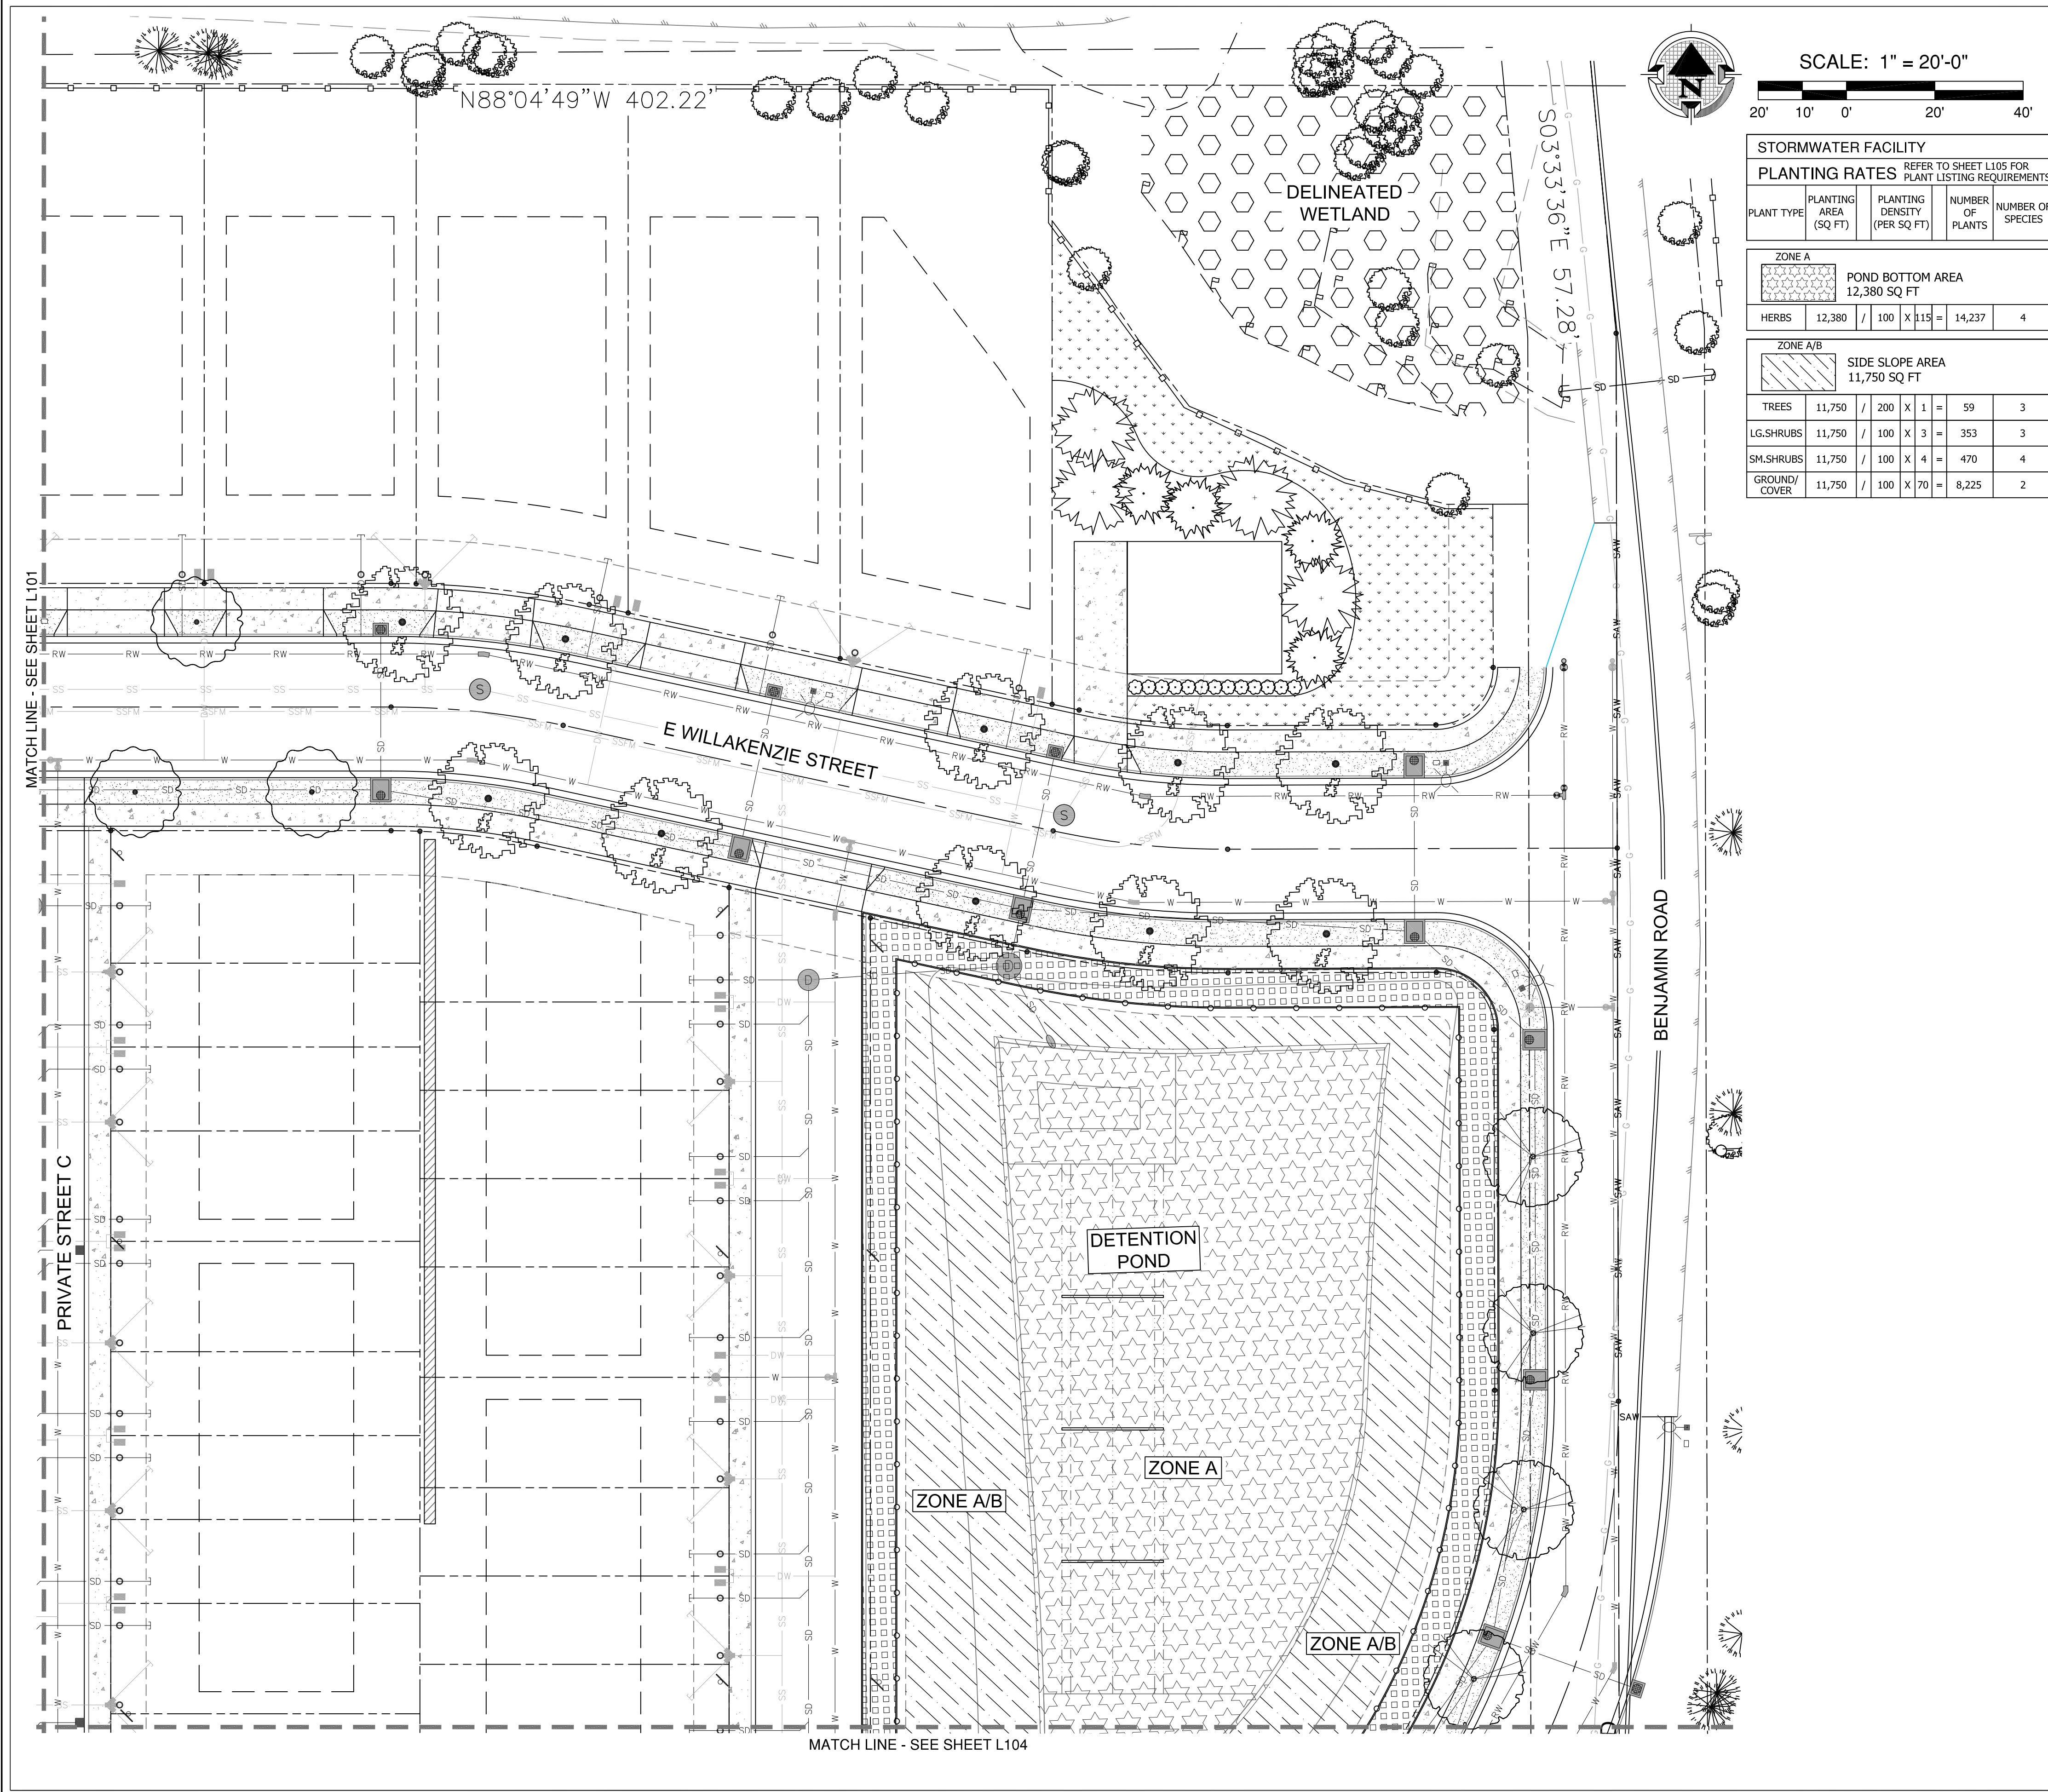 N88°04'49"W 402.22'
S03°33'36"E 57.28'
DELINEATED
WETLAND
N
SCALE: 1" = 20'-0"
20' 10' 0' 20' 40'
STORMWATER FACILITY
PLANTING RATES REFER TO SHEET L105 FOR
PLANT LISTING REQUIREMENTS
PLANT TYPE PLANTING AREA (SQ FT) PLANTING DENSITY (PER SQ FT) NUMBER OF PLANTS NUMBER OF SPECIES
ZONE A
POND BOTTOM AREA
12,380 SQ FT
HERBS 12,380 / 100 X 115 = 14,237 4
ZONE A/B
SIDE SLOPE AREA
11,750 SQ FT
TREES 11,750 / 200 X 1 = 59 3
LG.SHRUBS 11,750 / 100 X 3 = 353 3
SM.SHRUBS 11,750 / 100 X 4 = 470 4
GROUND/
COVER 11,750 / 100 X 70 = 8,225 2
MATCH LINE - SEE SHEET L101
E WILLAKENZIE STREET
BENJAMIN ROAD
PRIVATE STREET C
DETENTION
POND
ZONE A
ZONE A/B
ZONE A/B
MATCH LINE - SEE SHEET L104